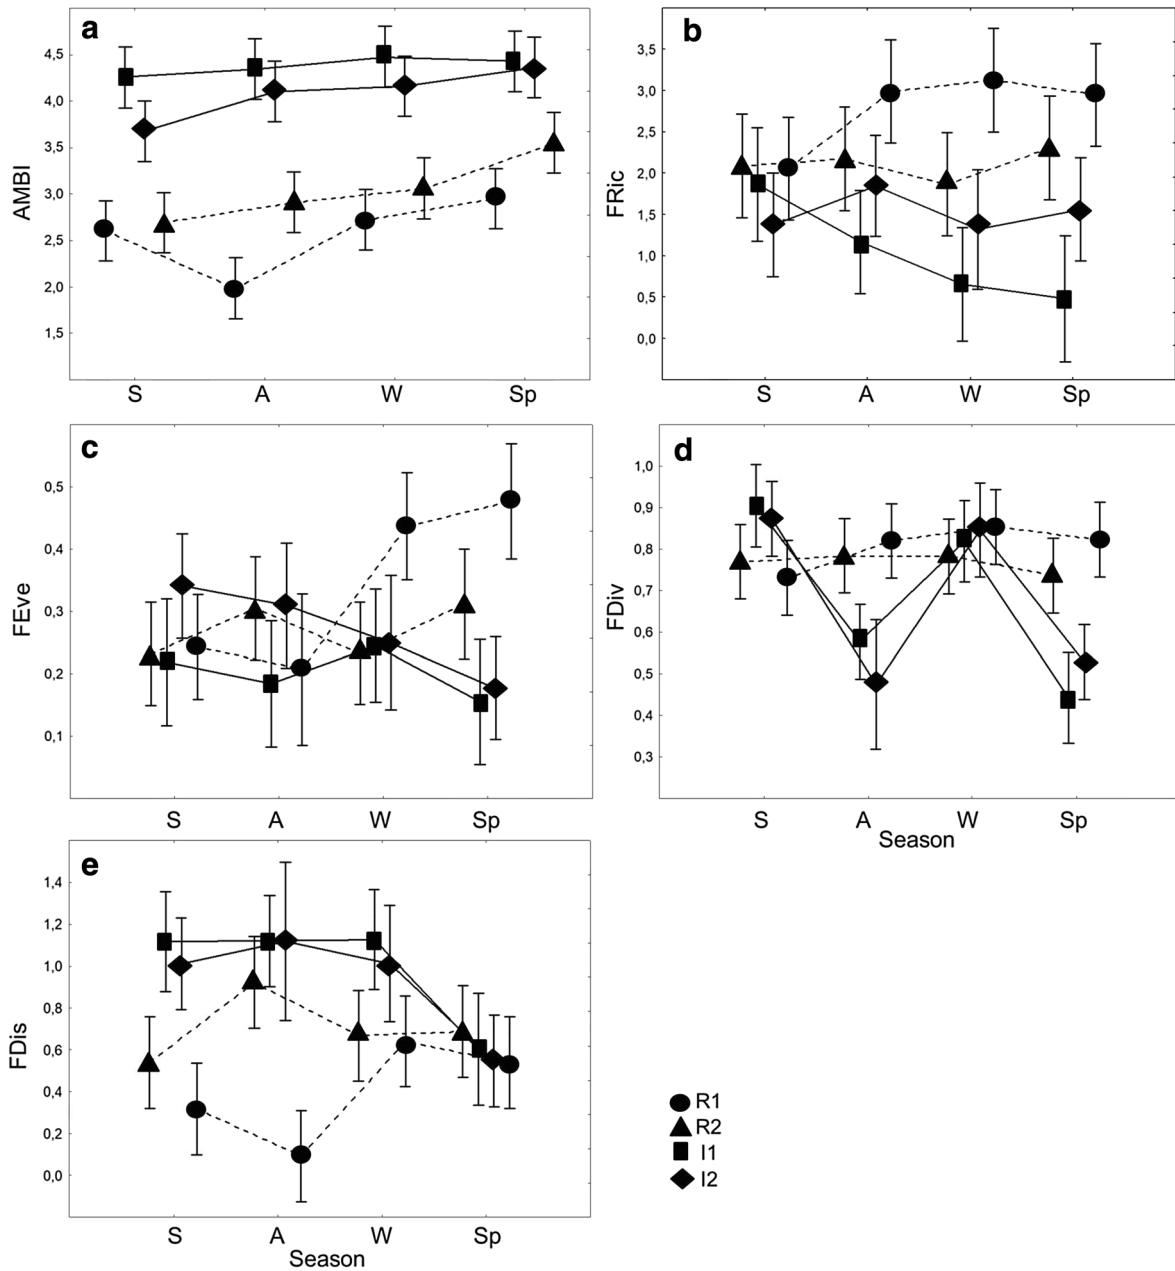 a
4,5
4,0
3,5
3,0
2,5
2,0
1,5
AMBI
S A W Sp
b
3,5
3,0
2,5
2,0
1,5
1,0
0,5
0,0
FRic
S A W Sp
c
0,5
0,4
0,3
0,2
0,1
FEve
S A W Sp
d
1,0
0,9
0,8
0,7
0,6
0,5
0,4
0,3
FDiv
S A W Sp
Season
e
1,4
1,2
1,0
0,8
0,6
0,4
0,2
0,0
FDis
S A W Sp
Season
R1
R2
I1
I2